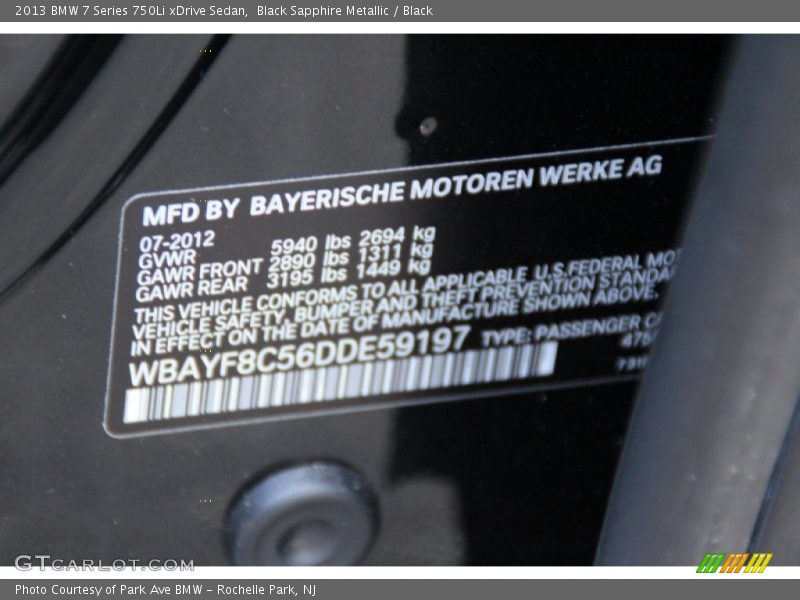 2013 BMW 7 Series 750Li xDrive Sedan,  Black Sapphire Metallic / Black
MFD BY BAYERISCHE MOTOREN WERKE AG
07-2012
GVWR 5940 lbs 2694 kg
GAWR FRONT 2890 lbs 1311 kg
GAWR REAR 3195 lbs 1449 kg
THIS VEHICLE CONFORMS TO ALL APPLICABLE U.S.FEDERAL
VEHICLE SAFETY, BUMPER AND THEFT PREVENTION
IN EFFECT ON THE DATE OF MANUFACTURE SHOWN ABOVE.
WBAYF8C56DDE59197 TYPE: PASSENGER
GTCARLOT.COM
Photo Courtesy of Park Ave BMW - Rochelle Park, NJ